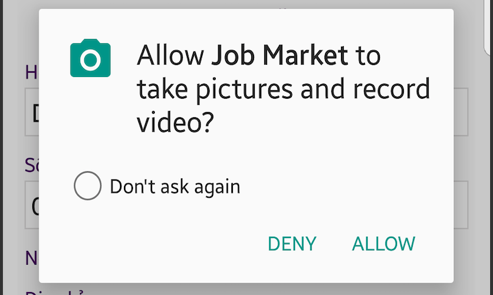 Allow Job Market to
take pictures and record
video?
Don't ask again
DENY ALLOW